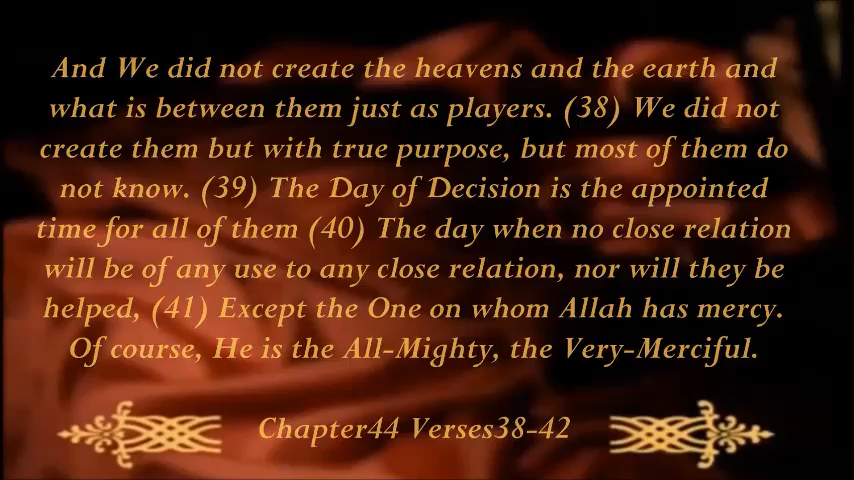 And We did not create the heavens and the earth and
what is between them just as players. (38) We did not
create them but with true purpose, but most of them do
not know. (39) The Day of Decision is the appointed
time for all of them (40) The day when no close relation
will be of any use to any close relation, nor will they be
helped, (41) Except the One on whom Allah has mercy.
Of course, He is the All-Mighty, the Very-Merciful.
Chapter44 Verses38-42